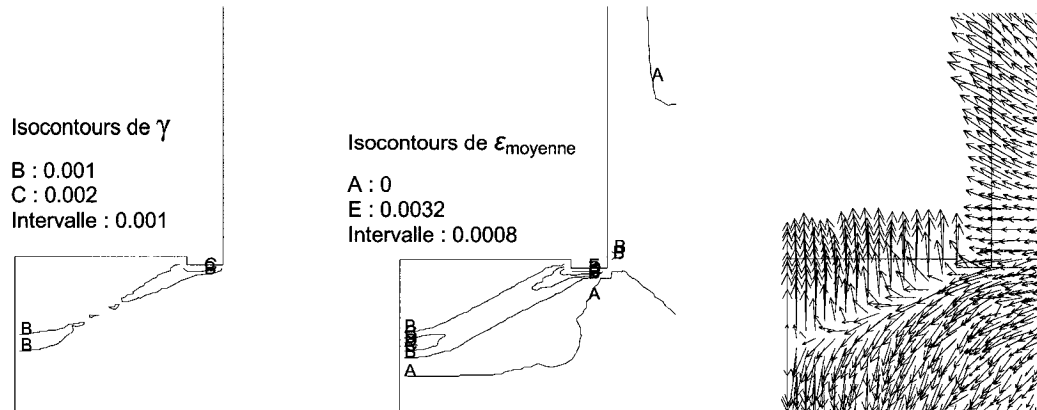 Isocontours de γ
B : 0.001
C : 0.002
Intervalle : 0.001
C
B
B
B
Isocontours de εmoyenne
A : 0
E : 0.0032
Intervalle : 0.0008
A
B
B
E
A
B
B
A